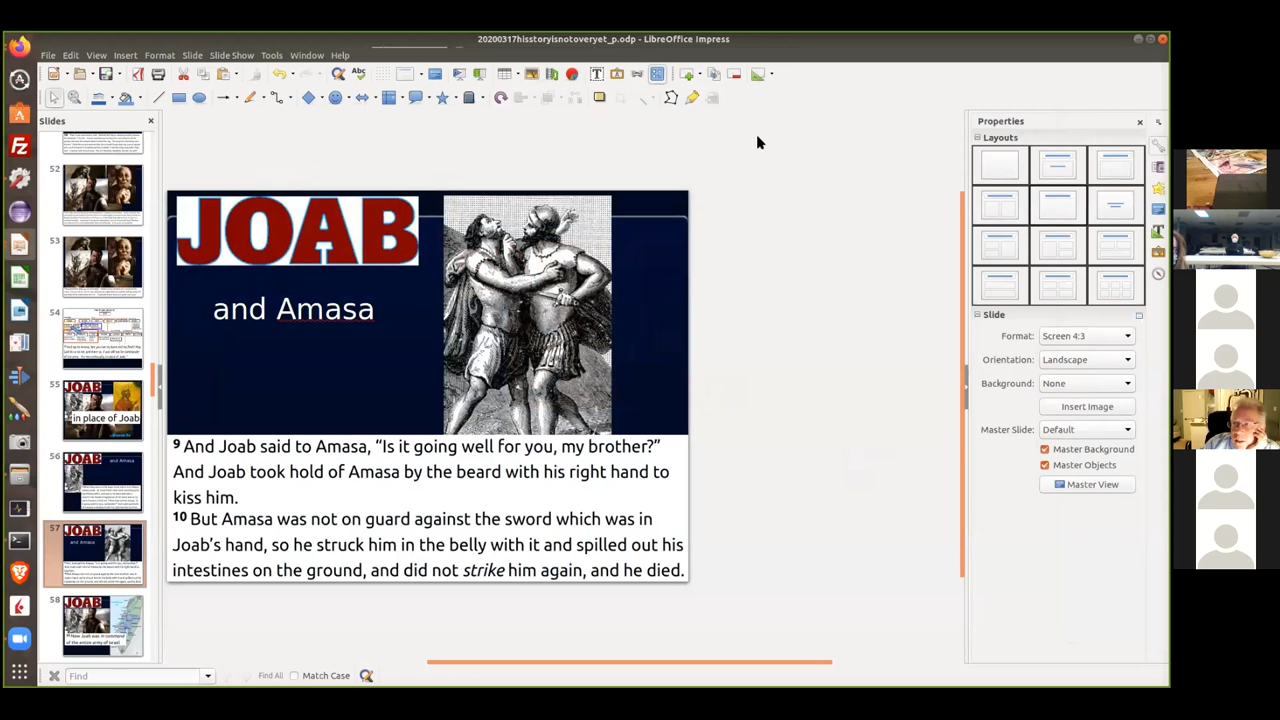 20200317hisstoryisnotoveryet_p.odp - LibreOffice Impress
File Edit View Insert Format Slide Slide Show Tools Window Help
Slides
Properties
Layouts
52
53
54
55
in place of Joab
56
57
58
JOAB
and Amasa
9 And Joab said to Amasa, “Is it going well for you, my brother?”
And Joab took hold of Amasa by the beard with his right hand to
kiss him.
10 But Amasa was not on guard against the sword which was in
Joab’s hand, so he struck him in the belly with it and spilled out his
intestines on the ground, and did not strike him again, and he died.
Slide
Format: Screen 4:3
Orientation: Landscape
Background: None
Insert Image
Master Slide: Default
Master Background
Master Objects
Master View
Find
Find All
Match Case